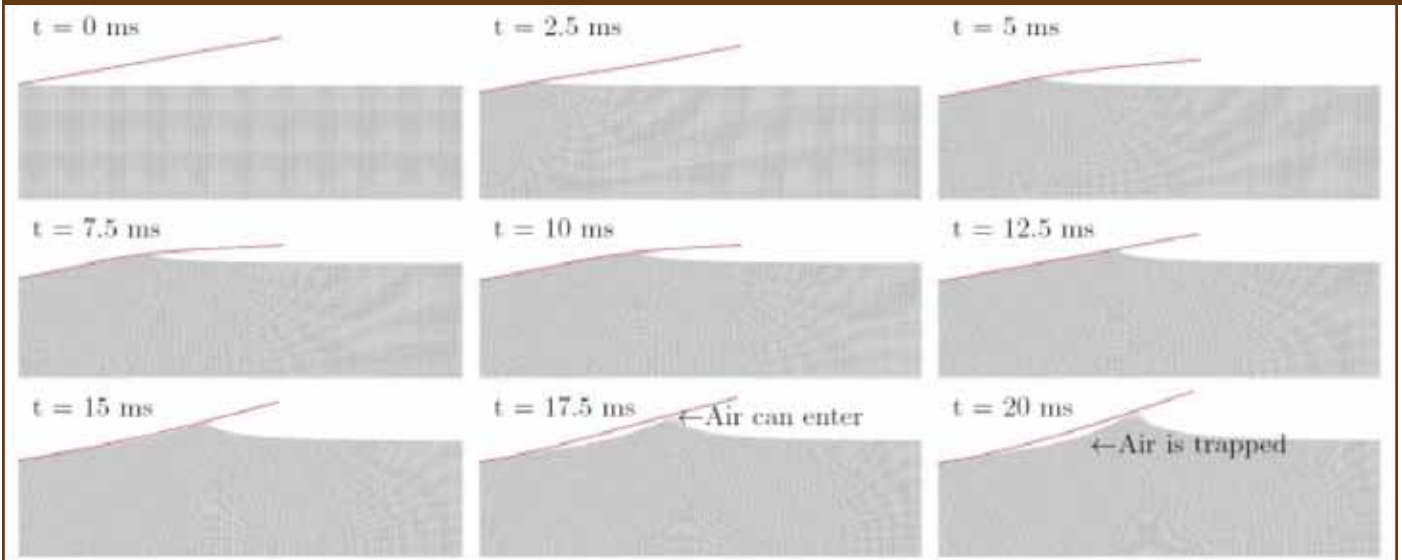 t = 0 ms
t = 2.5 ms
t = 5 ms
t = 7.5 ms
t = 10 ms
t = 12.5 ms
t = 15 ms
t = 17.5 ms
←Air can enter
t = 20 ms
←Air is trapped